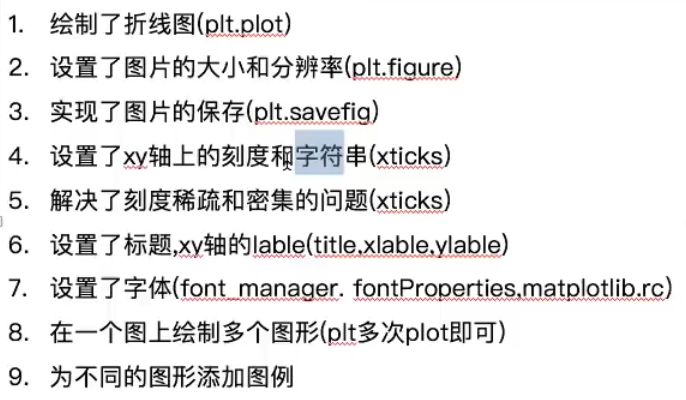 1. 绘制了折线图(plt.plot)
2. 设置了图片的大小和分辨率(plt.figure)
3. 实现了图片的保存(plt.savefig)
4. 设置了xy轴上的刻度和字符串(xticks)
5. 解决了刻度稀疏和密集的问题(xticks)
6. 设置了标题,xy轴的lable(title,xlable,ylable)
7. 设置了字体(font_manager. fontProperties,matplotlib.rc)
8. 在一个图上绘制多个图形(plt多次plot即可)
9. 为不同的图形添加图例